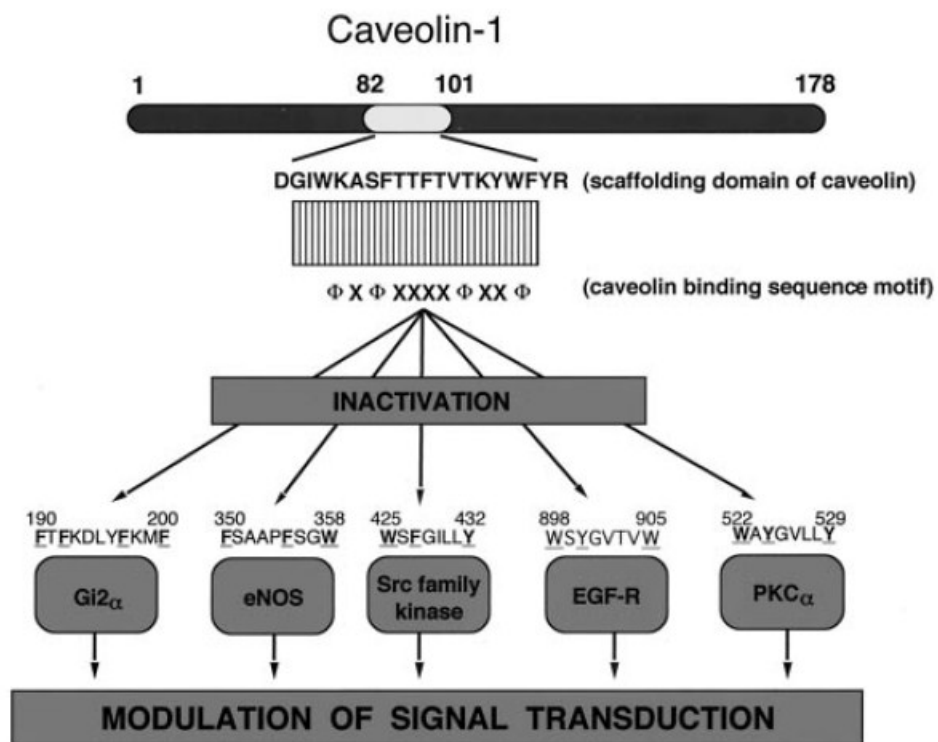 Caveolin-1
1 82 101 178
DGIWKASFTTFTVTKYWFYR (scaffolding domain of caveolin)
Φ X Φ XXXX Φ XX Φ (caveolin binding sequence motif)
INACTIVATION
190 200 350 358 425 432 898 905 522 529
FTFKDLYFKMF FSAAPFSGW WSFGILLY WSYGVTVW WAYGVLLY
Gi2α eNOS Src family kinase EGF-R PKCα
MODULATION OF SIGNAL TRANSDUCTION